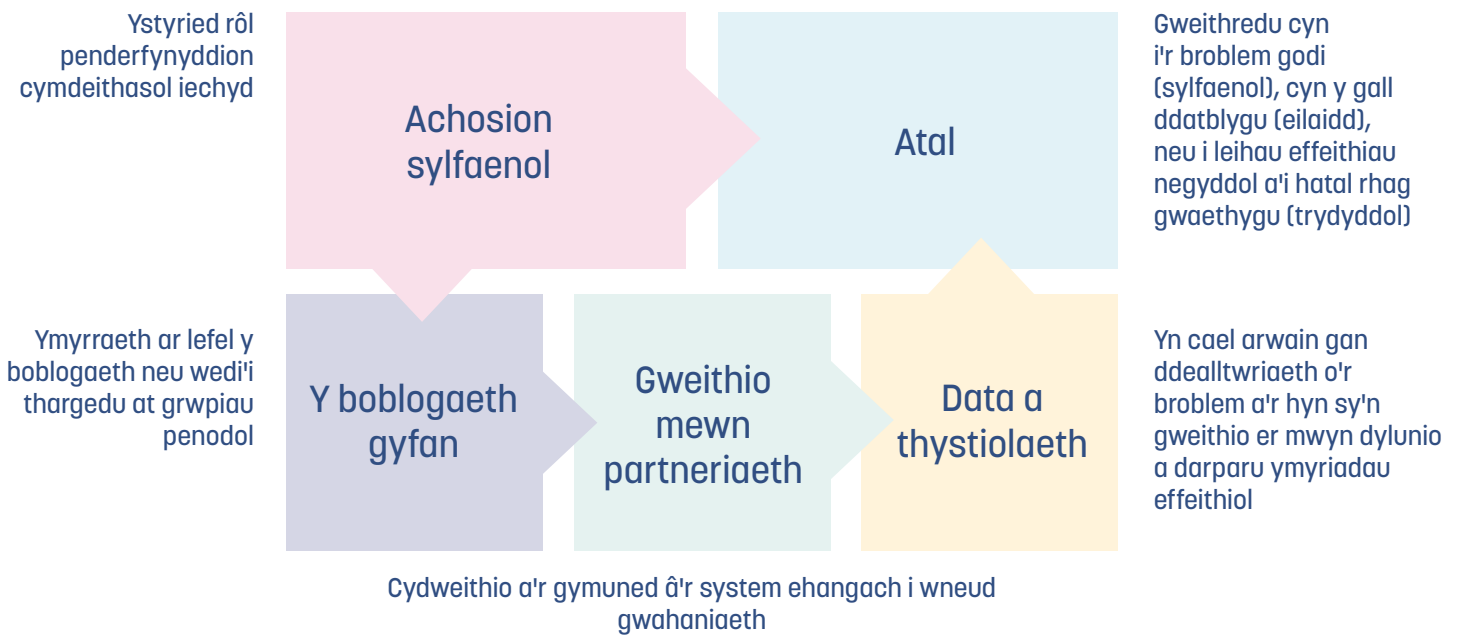 Ystyried rôl
penderfynyddion
cymdeithasol iechyd
Achosion
sylfaenol
Atal
Gweithredu cyn
i'r broblem godi
(sylfaenol), cyn y gall
ddatblygu (eilaidd),
neu i leihau effeithiau
negyddol a'i hatal rhag
gwaethygu (trydyddol)
Ymyrraeth ar lefel y
boblogaeth neu wedi'i
thargedu at grwpiau
penodol
Y boblogaeth
gyfan
Gweithio
mewn
partneriaeth
Data a
thystiolaeth
Yn cael arwain gan
ddealltwriaeth o'r
broblem a'r hyn sy'n
gweithio er mwyn dylunio
a darparu ymyriadau
effeithiol
Cydweithio a'r gymuned â'r system ehangach i wneud
gwahaniaeth